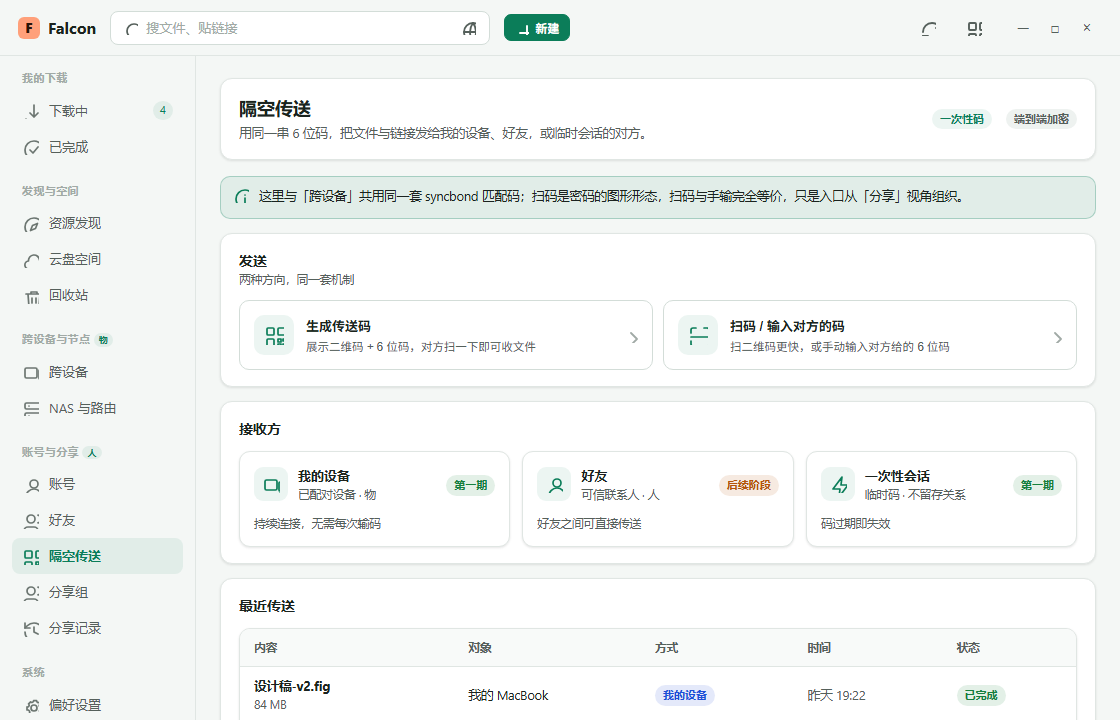 F Falcon
搜文件、贴链接
新建
我的下载
下载中 4
已完成
发现与空间
资源发现
云盘空间
回收站
跨设备与节点 物
跨设备
NAS 与路由
账号与分享 人
账号
好友
隔空传送
分享组
分享记录
系统
偏好设置
隔空传送
用同一串 6 位码，把文件与链接发给我的设备、好友，或临时会话的对方。
一次性码 端到端加密
这里与「跨设备」共用同一套 syncbond 匹配码；扫码是密码的图形形态，扫码与手输完全等价，只是入口从「分享」视角组织。
发送
两种方向，同一套机制
生成传送码
展示二维码 + 6 位码，对方扫一下即可收文件
扫码 / 输入对方的码
扫二维码更快，或手动输入对方给的 6 位码
接收方
我的设备
已配对设备 · 物
第一期
持续连接，无需每次输码
好友
可信联系人 · 人
后续阶段
好友之间可直接传送
一次性会话
临时码 · 不留存关系
第一期
码过期即失效
最近传送
内容 对象 方式 时间 状态
设计稿-v2.fig
84 MB
我的 MacBook 我的设备 昨天 19:22 已完成